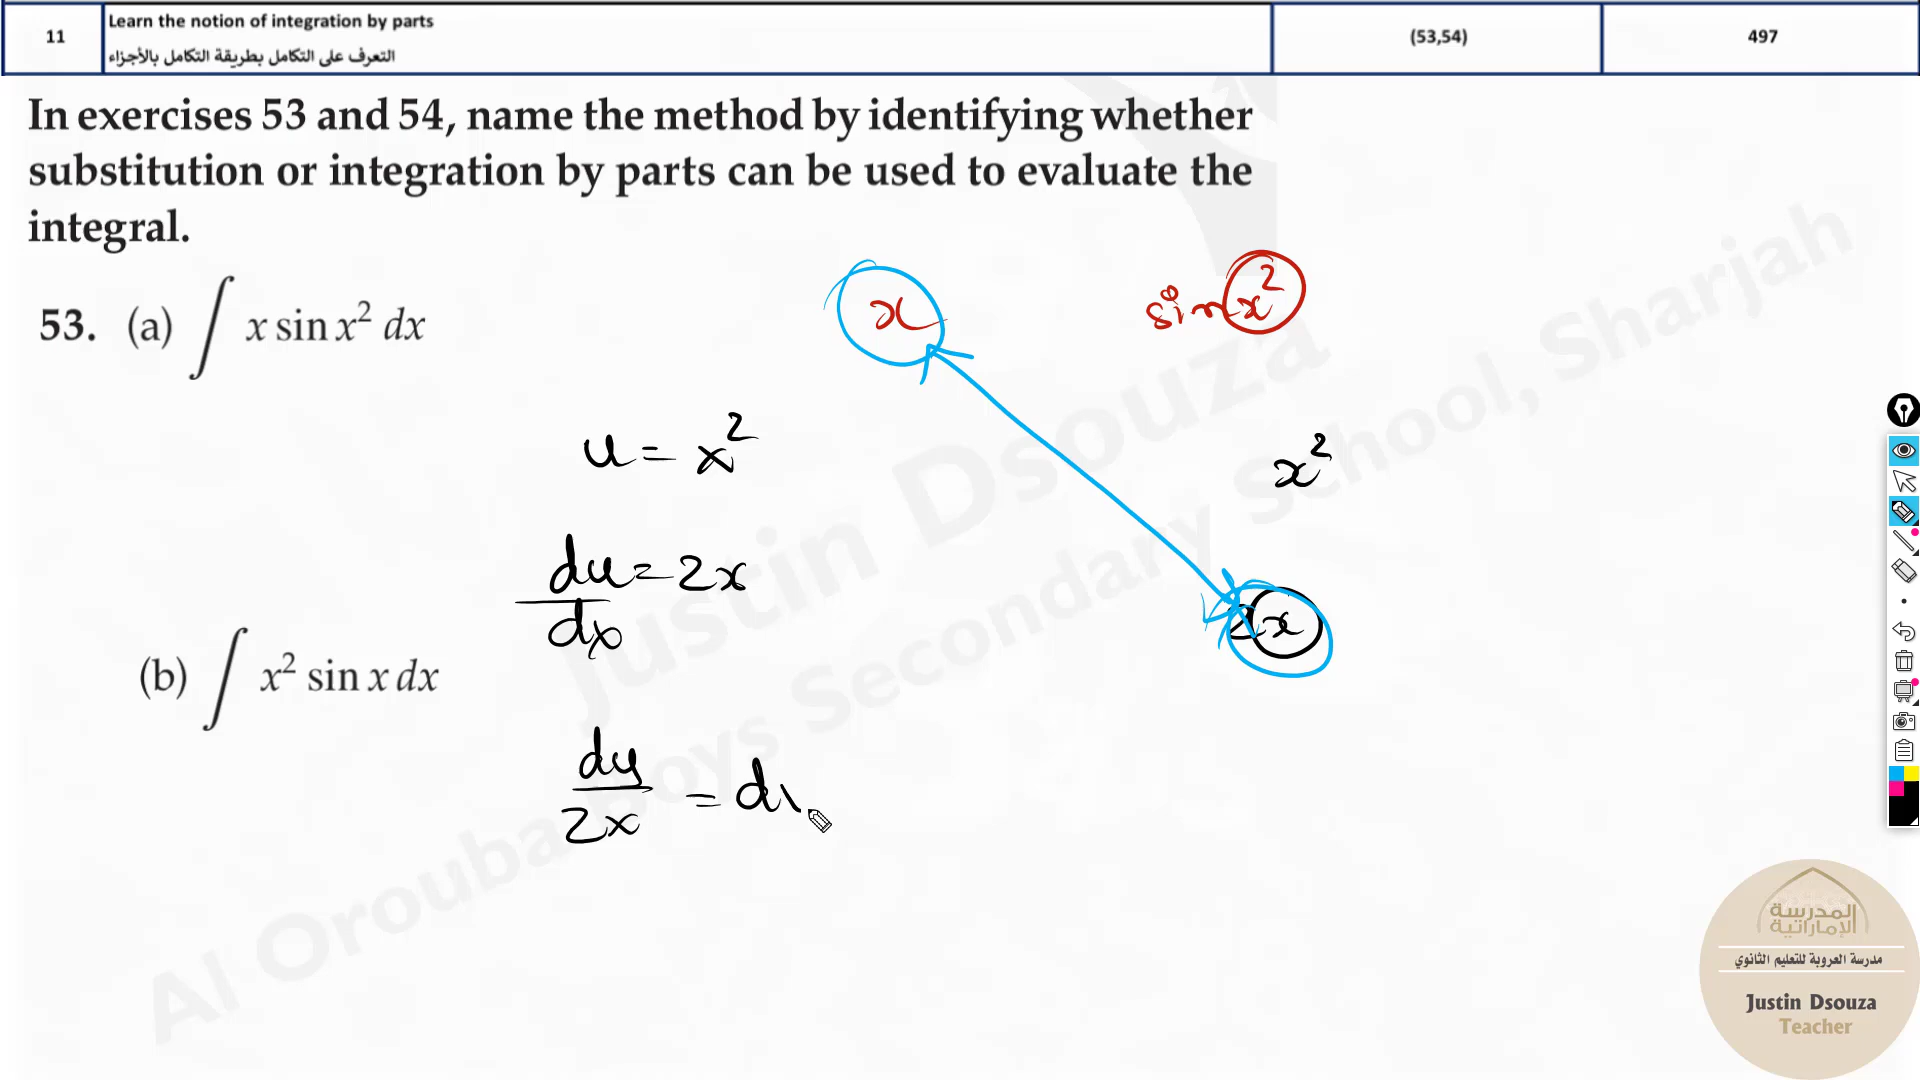 11
Learn the notion of integration by parts
التعرف على التكامل بطريقة التكامل بالأجزاء
(53,54)
497
In exercises 53 and 54, name the method by identifying whether
substitution or integration by parts can be used to evaluate the
integral.
53. (a) ∫ x sin x² dx
x
sin x²
u = x²
x²
du/dx = 2x
2x
(b) ∫ x² sin x dx
du/2x = d
Justin Dsouza
Al Orouba Boys Secondary School, Sharjah
المدرسة
الإماراتية
مدرسة العروبة للتعليم الثانوي
Justin Dsouza
Teacher